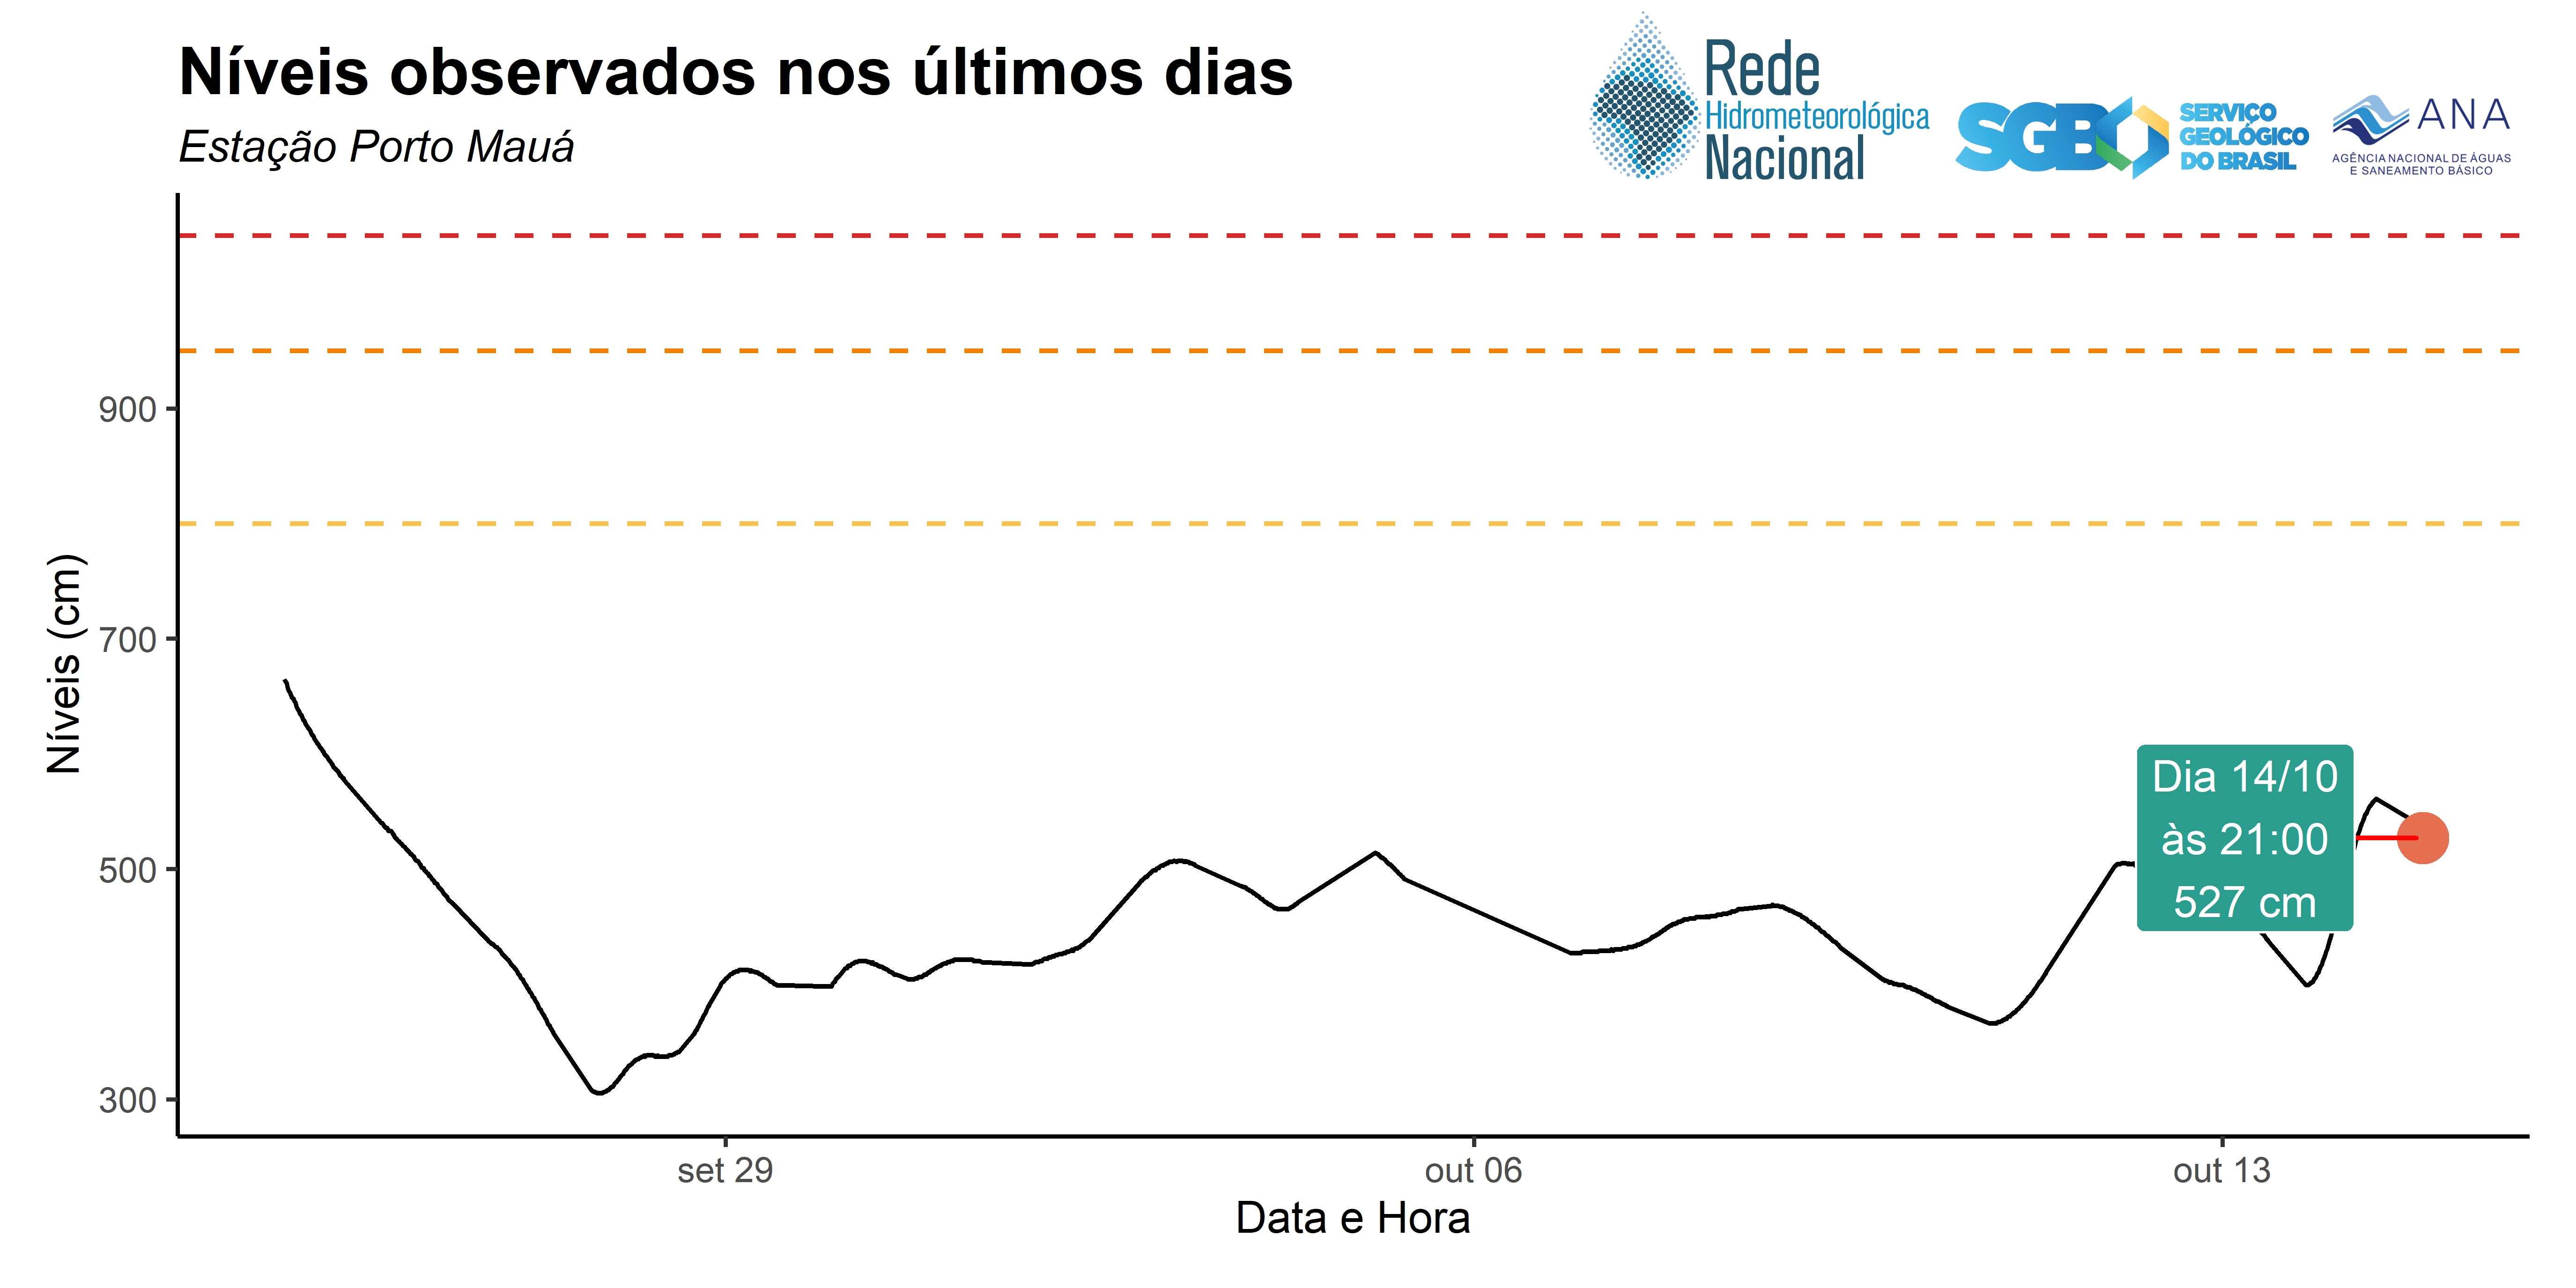 Níveis observados nos últimos dias
Estação Porto Mauá
Rede
Hidrometeorológica
Nacional
SGB
SERVIÇO
GEOLÓGICO
DO BRASIL
ANA
AGÊNCIA NACIONAL DE ÁGUAS
E SANEAMENTO BÁSICO
Níveis (cm)
900
700
500
300
Dia 14/10
às 21:00
527 cm
set 29
out 06
out 13
Data e Hora